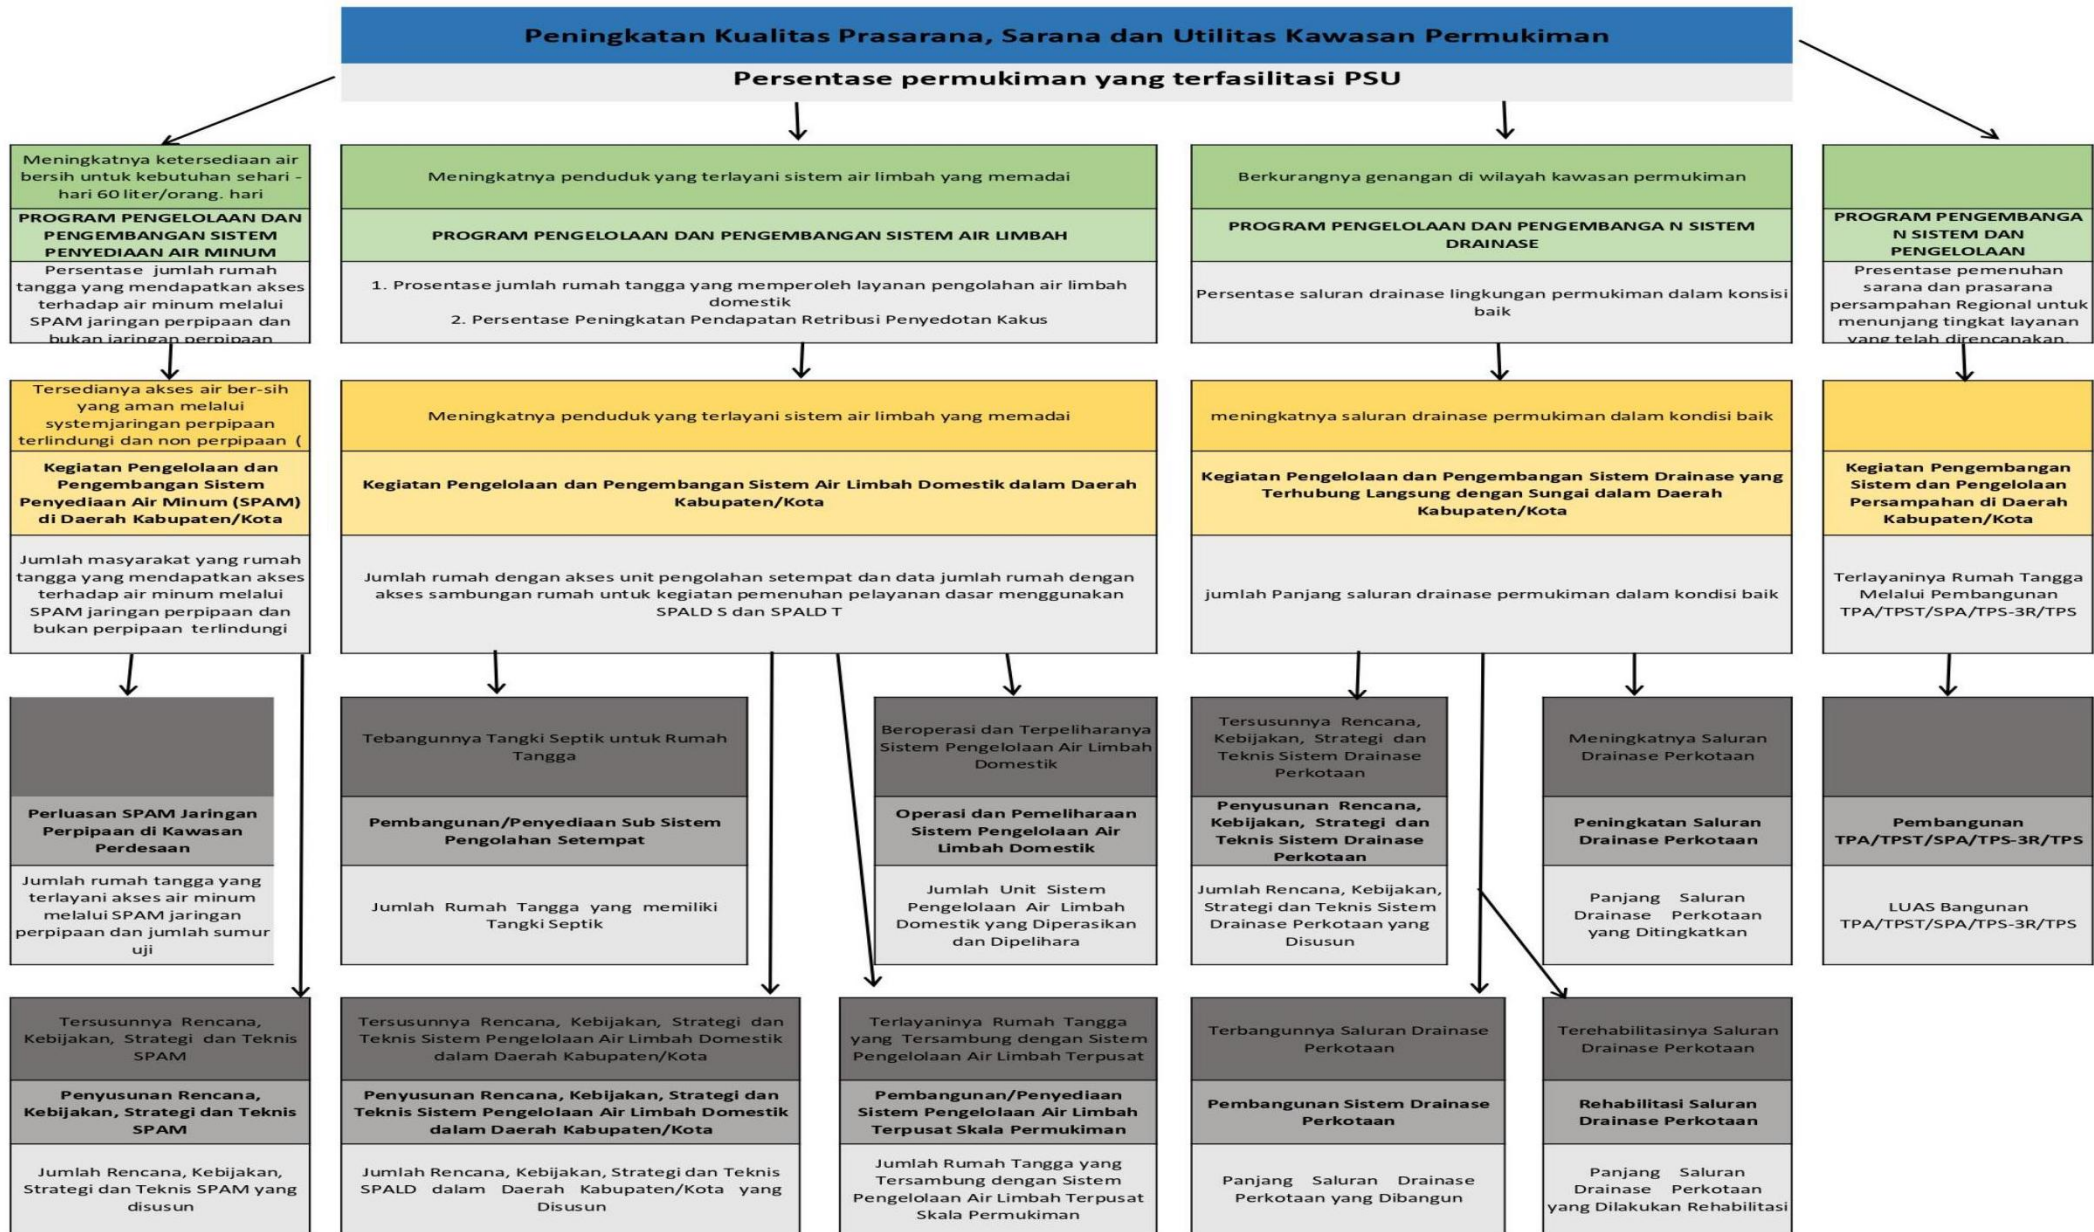 Peningkatan Kualitas Prasarana, Sarana dan Utilitas Kawasan Permukiman
Persentase permukiman yang terfasilitasi PSU
Meningkatnya ketersediaan air
bersih untuk kebutuhan sehari -
hari 60 liter/orang. hari
PROGRAM PENGELOLAAN DAN
PENGEMBANGAN SISTEM
PENYEDIAAN AIR MINUM
Persentase jumlah rumah
tangga yang mendapatkan akses
terhadap air minum melalui
SPAM jaringan perpipaan dan
bukan jaringan perpipaan
Meningkatnya penduduk yang terlayani sistem air limbah yang memadai
PROGRAM PENGELOLAAN DAN PENGEMBANGAN SISTEM AIR LIMBAH
1. Prosentase jumlah rumah tangga yang memperoleh layanan pengolahan air limbah
domestik
2. Persentase Peningkatan Pendapatan Retribusi Penyedotan Kakus
Berkurangnya genangan di wilayah kawasan permukiman
PROGRAM PENGELOLAAN DAN PENGEMBANGA N SISTEM
DRAINASE
Persentase saluran drainase lingkungan permukiman dalam konsisi
baik
PROGRAM PENGEMBANGA
N SISTEM DAN
PENGELOLAAN
Presentase pemenuhan
sarana dan prasarana
persampahan Regional untuk
menunjang tingkat layanan
yang telah direncanakan.
Tersedianya akses air ber-sih
yang aman melalui
systemjaringan perpipaan
terlindungi dan non perpipaan (
Kegiatan Pengelolaan dan
Pengembangan Sistem
Penyediaan Air Minum (SPAM)
di Daerah Kabupaten/Kota
Jumlah masyarakat yang rumah
tangga yang mendapatkan akses
terhadap air minum melalui
SPAM jaringan perpipaan dan
bukan perpipaan terlindungi
Meningkatnya penduduk yang terlayani sistem air limbah yang memadai
Kegiatan Pengelolaan dan Pengembangan Sistem Air Limbah Domestik dalam Daerah
Kabupaten/Kota
Jumlah rumah dengan akses unit pengolahan setempat dan data jumlah rumah dengan
akses sambungan rumah untuk kegiatan pemenuhan pelayanan dasar menggunakan
SPALD S dan SPALD T
meningkatnya saluran drainase permukiman dalam kondisi baik
Kegiatan Pengelolaan dan Pengembangan Sistem Drainase yang
Terhubung Langsung dengan Sungai dalam Daerah
Kabupaten/Kota
jumlah Panjang saluran drainase permukiman dalam kondisi baik
Kegiatan Pengembangan
Sistem dan Pengelolaan
Persampahan di Daerah
Kabupaten/Kota
Terlayaninya Rumah Tangga
Melalui Pembangunan
TPA/TPST/SPA/TPS-3R/TPS
Perluasan SPAM Jaringan
Perpipaan di Kawasan
Perdesaan
Jumlah rumah tangga yang
terlayani akses air minum
melalui SPAM jaringan
perpipaan dan jumlah sumur
uji
Tebangunnya Tangki Septik untuk Rumah
Tangga
Pembangunan/Penyediaan Sub Sistem
Pengolahan Setempat
Jumlah Rumah Tangga yang memiliki
Tangki Septik
Beroperasi dan Terpeliharanya
Sistem Pengelolaan Air Limbah
Domestik
Operasi dan Pemeliharaan
Sistem Pengelolaan Air
Limbah Domestik
Jumlah Unit Sistem
Pengelolaan Air Limbah
Domestik yang Diperasikan
dan Dipelihara
Tersusunnya Rencana,
Kebijakan, Strategi dan
Teknis Sistem Drainase
Perkotaan
Penyusunan Rencana,
Kebijakan, Strategi dan
Teknis Sistem Drainase
Perkotaan
Jumlah Rencana, Kebijakan,
Strategi dan Teknis Sistem
Drainase Perkotaan yang
Disusun
Meningkatnya Saluran
Drainase Perkotaan
Peningkatan Saluran
Drainase Perkotaan
Panjang Saluran
Drainase Perkotaan
yang Ditingkatkan
Pembangunan
TPA/TPST/SPA/TPS-3R/TPS
LUAS Bangunan
TPA/TPST/SPA/TPS-3R/TPS
Tersusunnya Rencana,
Kebijakan, Strategi dan Teknis
SPAM
Penyusunan Rencana,
Kebijakan, Strategi dan Teknis
SPAM
Jumlah Rencana, Kebijakan,
Strategi dan Teknis SPAM yang
disusun
Tersusunnya Rencana, Kebijakan, Strategi dan
Teknis Sistem Pengelolaan Air Limbah Domestik
dalam Daerah Kabupaten/Kota
Penyusunan Rencana, Kebijakan, Strategi dan
Teknis Sistem Pengelolaan Air Limbah Domestik
dalam Daerah Kabupaten/Kota
Jumlah Rencana, Kebijakan, Strategi dan Teknis
SPALD dalam Daerah Kabupaten/Kota yang
Disusun
Terlayaninya Rumah Tangga
yang Tersambung dengan Sistem
Pengelolaan Air Limbah Terpusat
Pembangunan/Penyediaan
Sistem Pengelolaan Air Limbah
Terpusat Skala Permukiman
Jumlah Rumah Tangga yang
Tersambung dengan Sistem
Pengelolaan Air Limbah Terpusat
Skala Permukiman
Terbangunnya Saluran Drainase
Perkotaan
Pembangunan Sistem Drainase
Perkotaan
Panjang Saluran Drainase
Perkotaan yang Dibangun
Terehabilitasinya Saluran
Drainase Perkotaan
Rehabilitasi Saluran
Drainase Perkotaan
Panjang Saluran
Drainase Perkotaan
yang Dilakukan Rehabilitasi